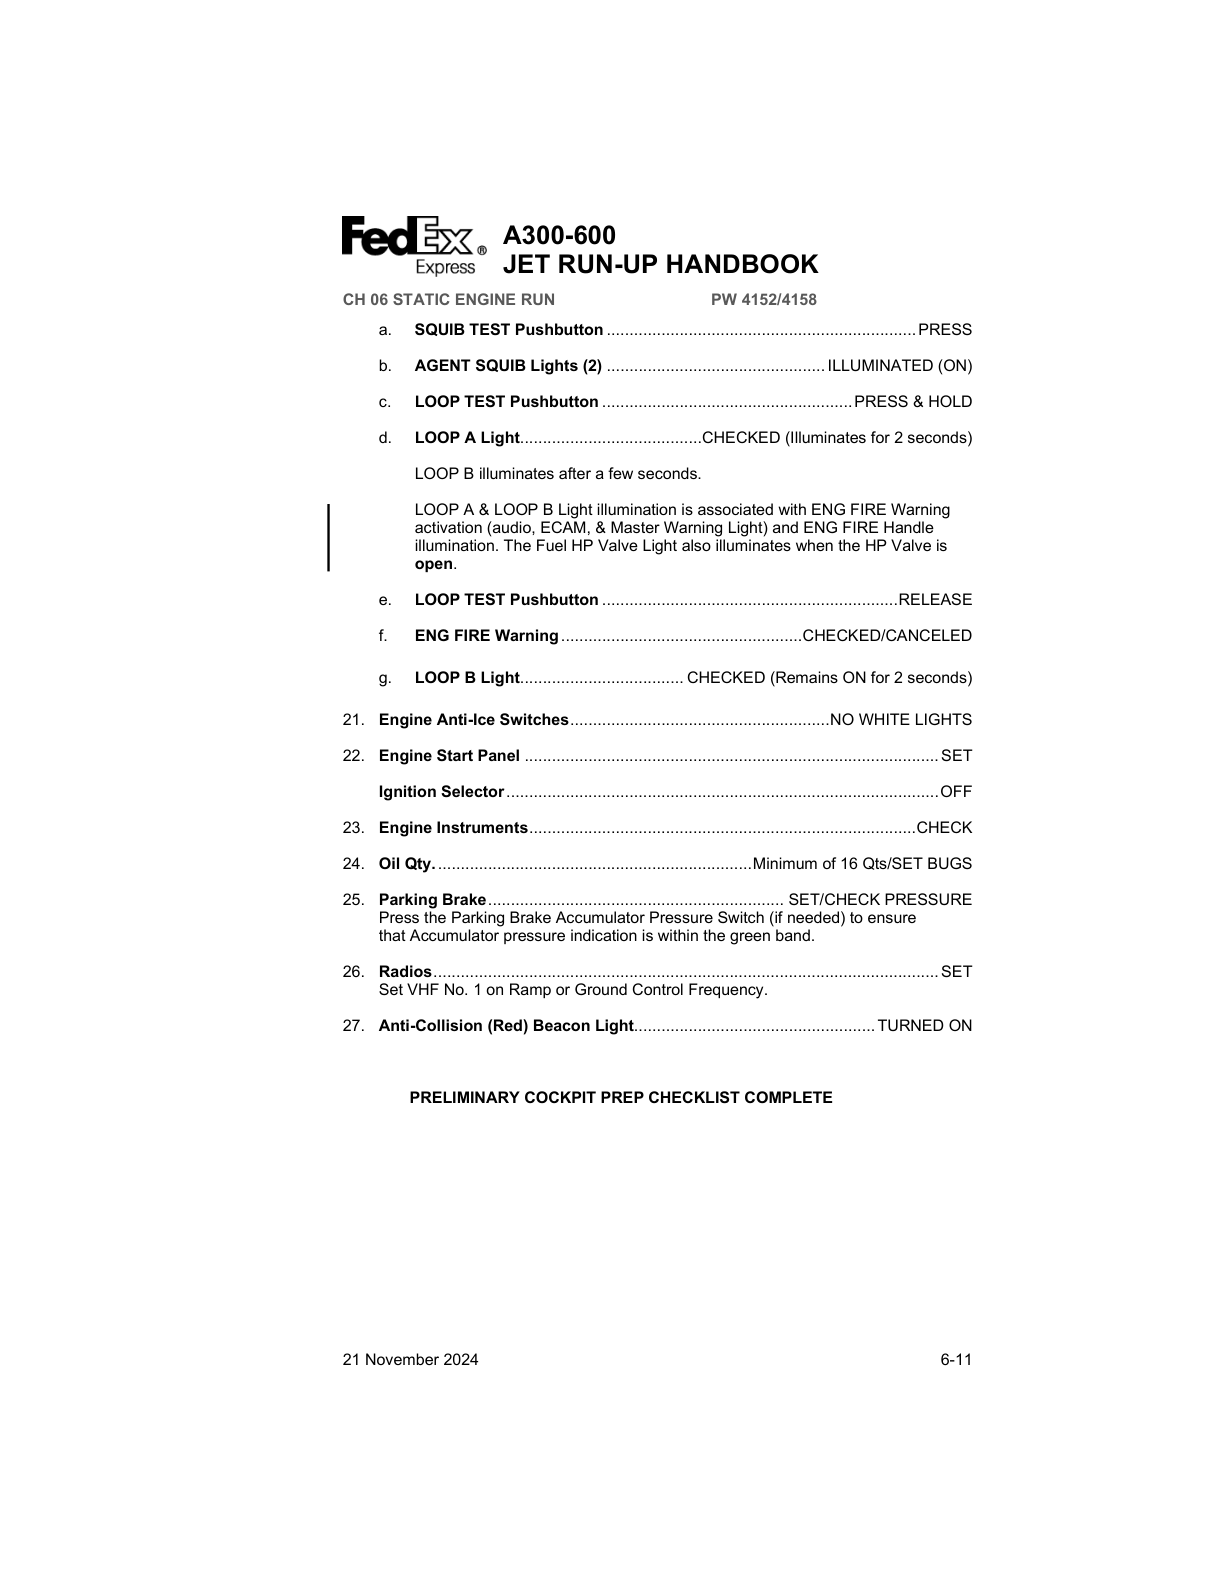 FedEx ®
Express
A300-600
JET RUN-UP HANDBOOK
CH 06 STATIC ENGINE RUN PW 4152/4158
a. SQUIB TEST Pushbutton ....................................................................PRESS
b. AGENT SQUIB Lights (2) ................................................ ILLUMINATED (ON)
c. LOOP TEST Pushbutton .......................................................PRESS & HOLD
d. LOOP A Light........................................CHECKED (Illuminates for 2 seconds)
LOOP B illuminates after a few seconds.
LOOP A & LOOP B Light illumination is associated with ENG FIRE Warning
activation (audio, ECAM, & Master Warning Light) and ENG FIRE Handle
illumination. The Fuel HP Valve Light also illuminates when the HP Valve is
open.
e. LOOP TEST Pushbutton .................................................................RELEASE
f. ENG FIRE Warning.....................................................CHECKED/CANCELED
g. LOOP B Light.................................... CHECKED (Remains ON for 2 seconds)
21. Engine Anti-Ice Switches.........................................................NO WHITE LIGHTS
22. Engine Start Panel ........................................................................................... SET
Ignition Selector...............................................................................................OFF
23. Engine Instruments.....................................................................................CHECK
24. Oil Qty......................................................................Minimum of 16 Qts/SET BUGS
25. Parking Brake................................................................. SET/CHECK PRESSURE
Press the Parking Brake Accumulator Pressure Switch (if needed) to ensure
that Accumulator pressure indication is within the green band.
26. Radios............................................................................................................... SET
Set VHF No. 1 on Ramp or Ground Control Frequency.
27. Anti-Collision (Red) Beacon Light..................................................... TURNED ON
PRELIMINARY COCKPIT PREP CHECKLIST COMPLETE
21 November 2024 6-11